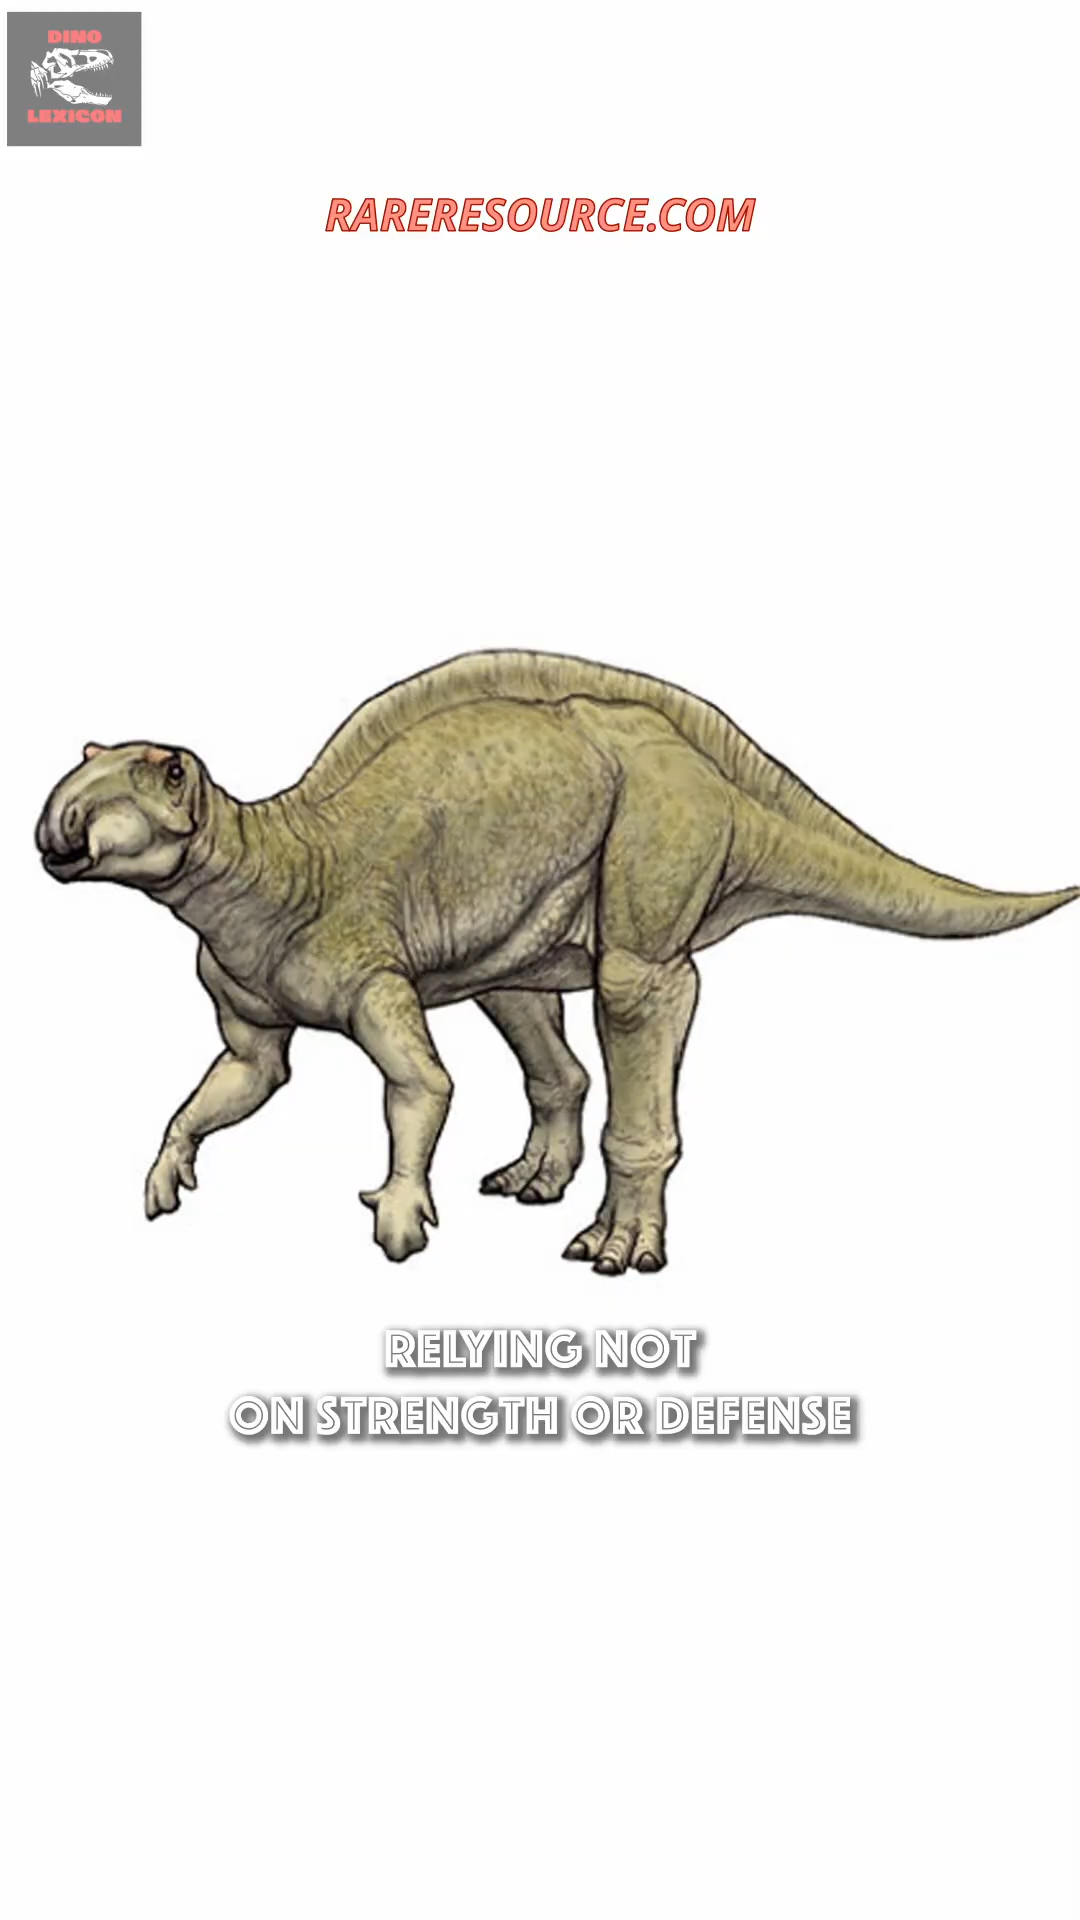 DINO
LEXICON
RARERESOURCE.COM
RELYING NOT
ON STRENGTH OR DEFENSE